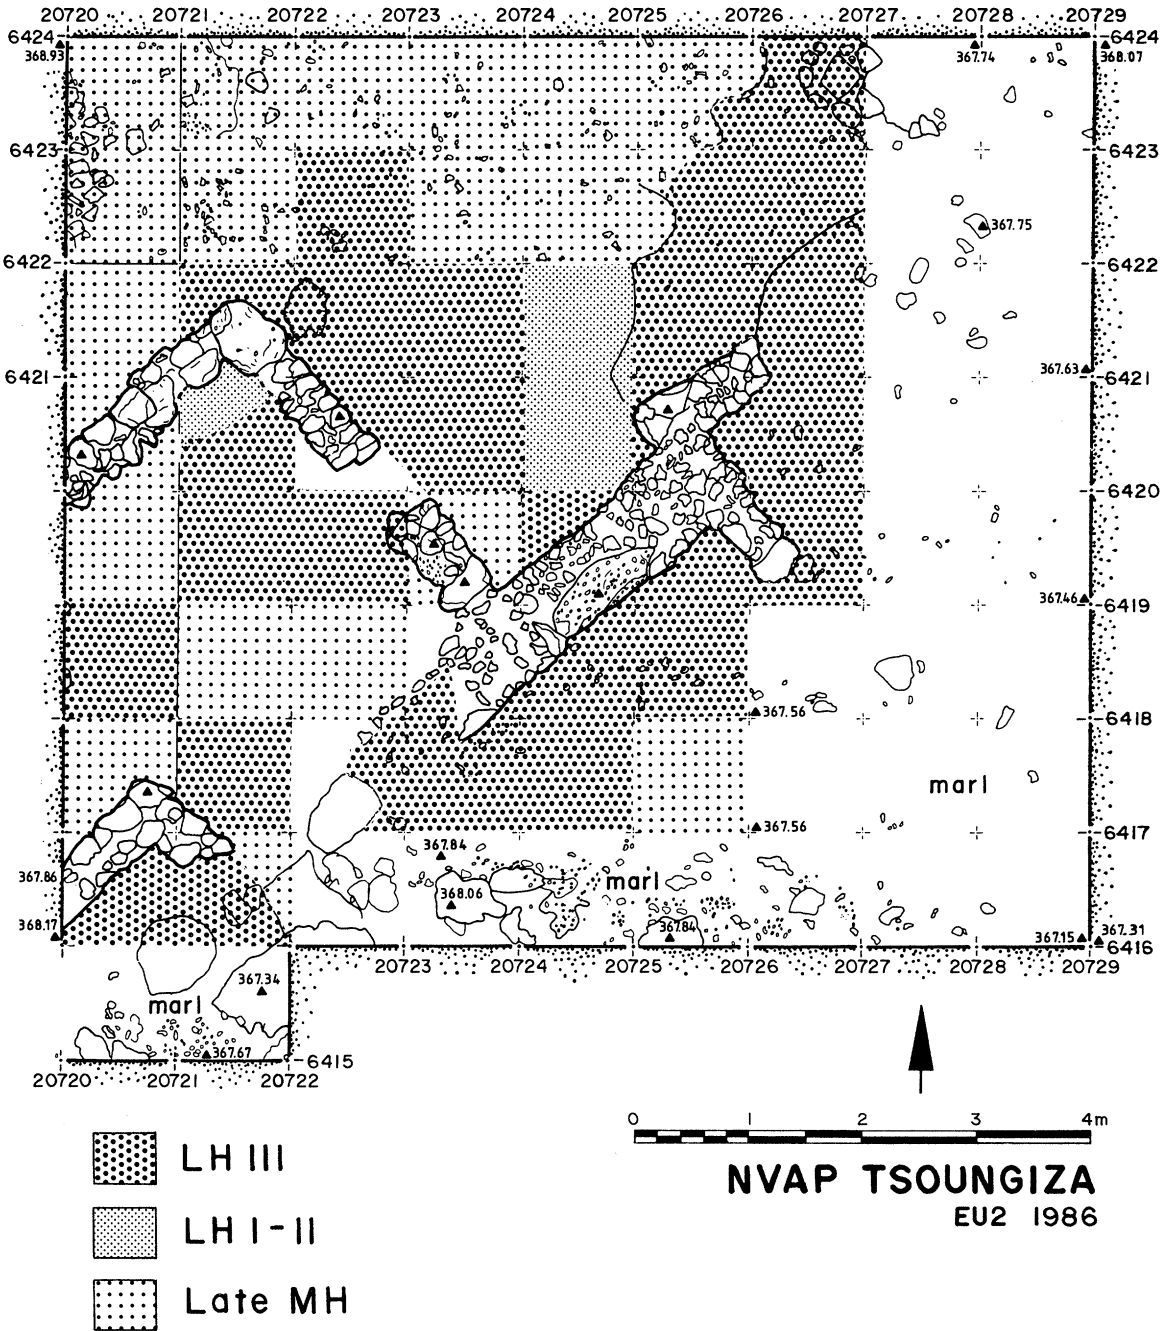 20720 20721 20722 20723 20724 20725 20726 20727 20728 20729
6424 6424
368.93 367.74 368.07
6423 6423
367.75
6422 6422
367.63
6421 6421
6420 6420
367.46
6419 6419
367.56
6418 6418
marl
367.56
6417 6417
367.84
367.86 368.06 marl
368.17 367.84 367.15 367.31
6416
20723 20724 20725 20726 20727 20728 20729
367.34
marl
367.67
6415
20720 20721 20722
0 1 2 3 4m
LH III
NVAP TSOUNGIZA
EU2 1986
LH I-II
Late MH